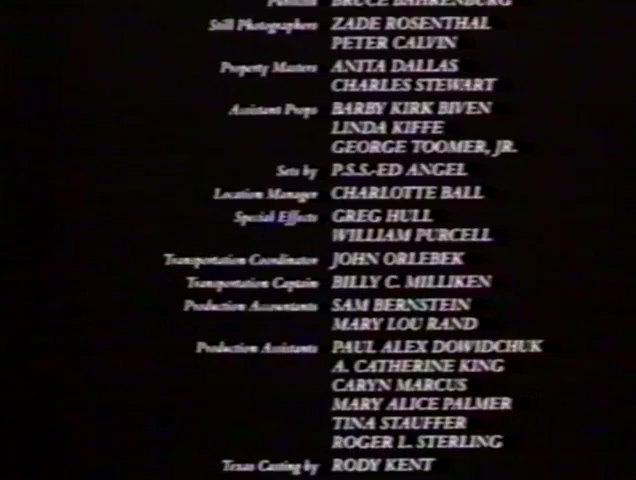 Publicist BRUCE BAHRENBURG
Still Photographers ZADE ROSENTHAL
PETER CALVIN
Property Masters ANITA DALLAS
CHARLES STEWART
Assistant Props BARBY KIRK BIVEN
LINDA KIFFE
GEORGE TOOMER, JR.
Sets by P.S.S.-ED ANGEL
Location Manager CHARLOTTE BALL
Special Effects GREG HULL
WILLIAM PURCELL
Transportation Coordinator JOHN ORLEBEK
Transportation Captain BILLY C. MILLIKEN
Production Accountants SAM BERNSTEIN
MARY LOU RAND
Production Assistants PAUL ALEX DOWIDCHUK
A. CATHERINE KING
CARYN MARCUS
MARY ALICE PALMER
TINA STAUFFER
ROGER L. STERLING
Texas Casting by RODY KENT